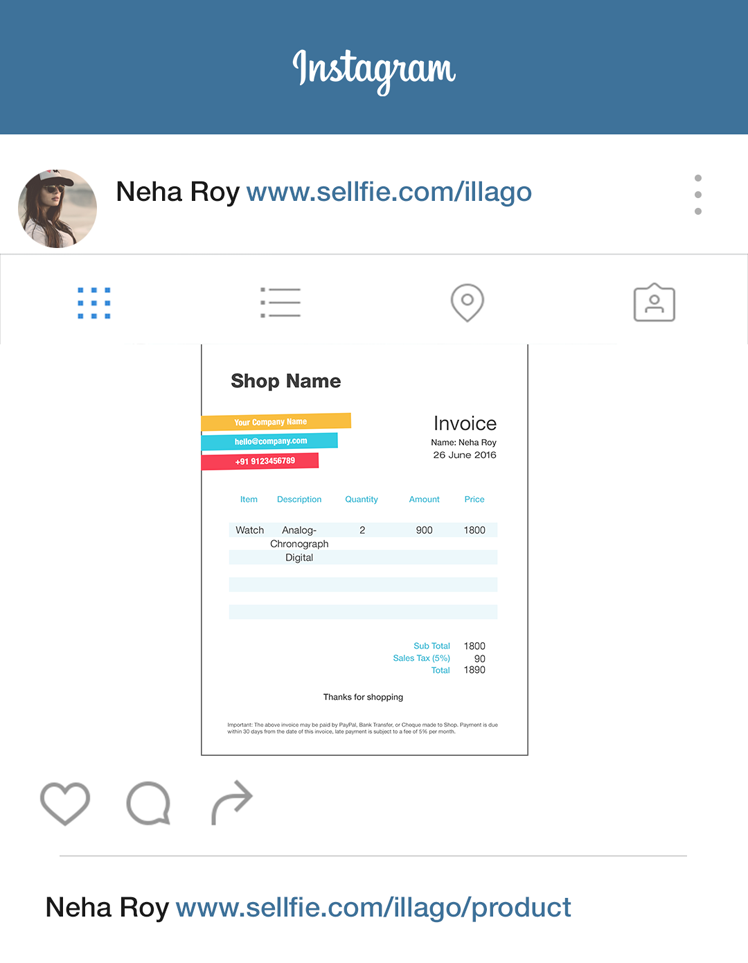 Instagram
Neha Roy www.sellfie.com/illago
Shop Name
Your Company Name
hello@company.com
+91 9123456789
Invoice
Name: Neha Roy
26 June 2016
Item Description Quantity Amount Price
Watch Analog- 2 900 1800
Chronograph
Digital
Sub Total 1800
Sales Tax (5%) 90
Total 1890
Thanks for shopping
Important: The above invoice may be paid by PayPal, Bank Transfer, or Cheque made to Shop. Payment is due
within 30 days from the date of this invoice, late payment is subject to a fee of 5% per month.
Neha Roy www.sellfie.com/illago/product